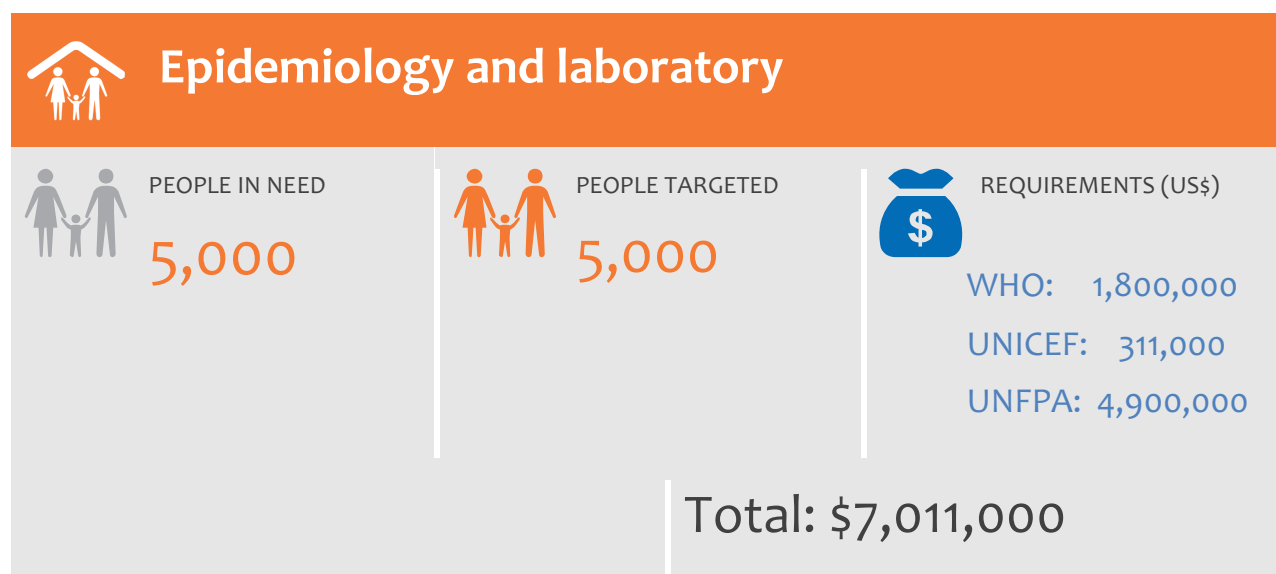 Epidemiology and laboratory
PEOPLE IN NEED
5,000
PEOPLE TARGETED
5,000
$
REQUIREMENTS (US$)
WHO: 1,800,000
UNICEF: 311,000
UNFPA: 4,900,000
Total: $7,011,000